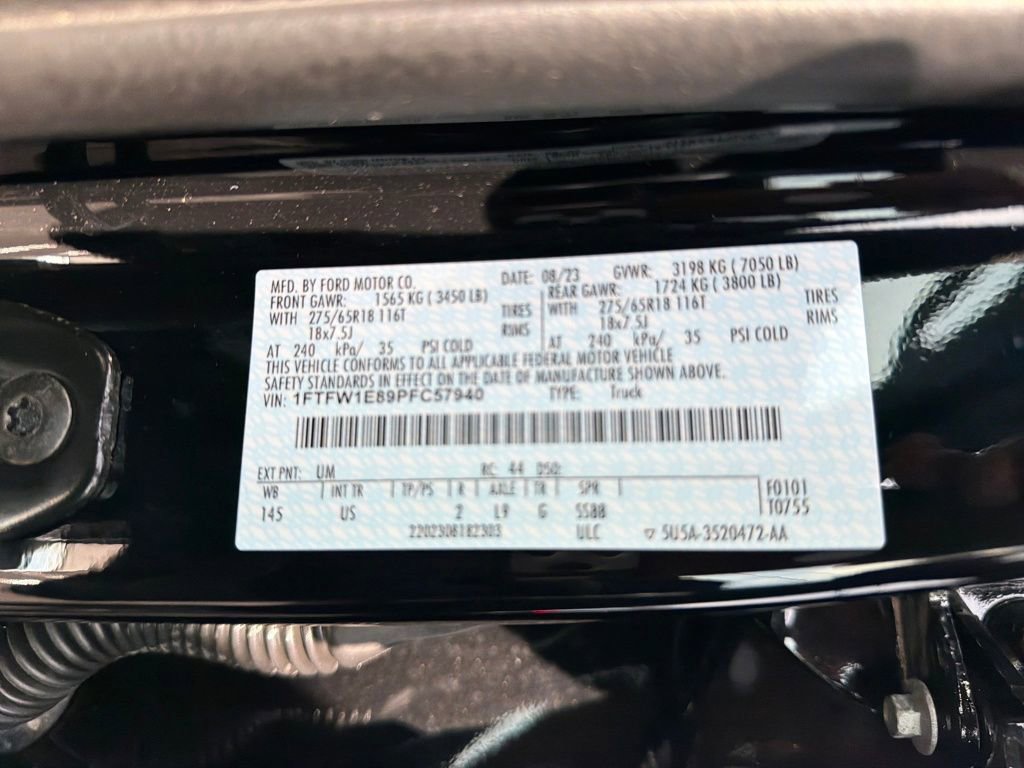 MFD. BY FORD MOTOR CO. DATE: 08/23 GVWR: 3198 KG ( 7050 LB)
FRONT GAWR: 1565 KG ( 3450 LB) REAR GAWR: 1724 KG ( 3800 LB)
WITH 275/65R18 116T TIRES WITH 275/65R18 116T TIRES
18x7.5J RIMS 18x7.5J RIMS
AT 240 kPa/ 35 PSI COLD AT 240 kPa/ 35 PSI COLD
THIS VEHICLE CONFORMS TO ALL APPLICABLE FEDERAL MOTOR VEHICLE
SAFETY STANDARDS IN EFFECT ON THE DATE OF MANUFACTURE SHOWN ABOVE.
VIN: 1FTFW1E89PFC57940 TYPE: Truck
EXT PNT: UM RC: 44 DSO:
WB INT TR TP/PS R AXLE TR SPR F0101
145 US 2 L9 G 5588 T0755
2202308182303 ULC 5U5A-3520472-AA